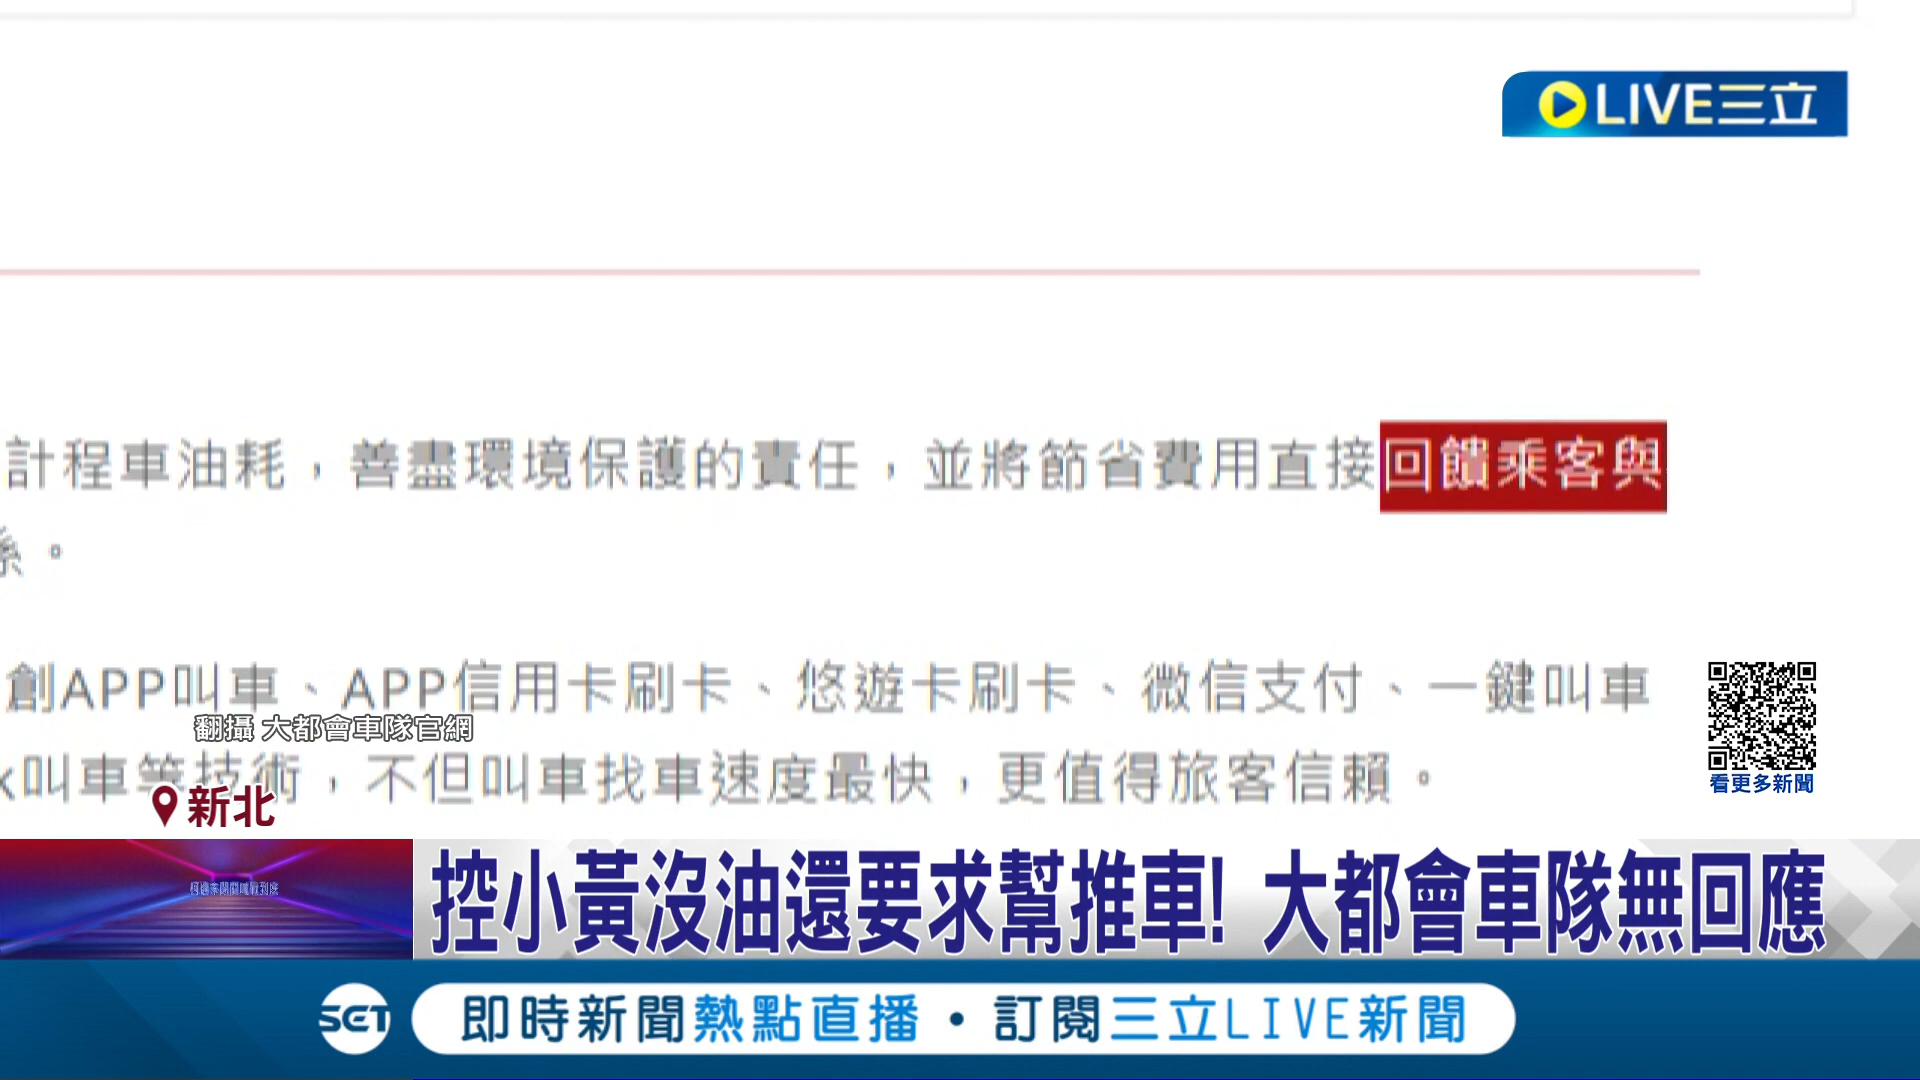 LIVE三立
計程車油耗，善盡環境保護的責任，並將節省費用直接回饋乘客與
係。
創APP叫車、APP信用卡刷卡、悠遊卡刷卡、微信支付、一鍵叫車
翻攝 大都會車隊官網
k叫車等技術，不但叫車找車速度最快，更值得旅客信賴。
看更多新聞
新北
控小黃沒油還要求幫推車! 大都會車隊無回應
SET
即時新聞熱點直播・訂閱三立LIVE新聞